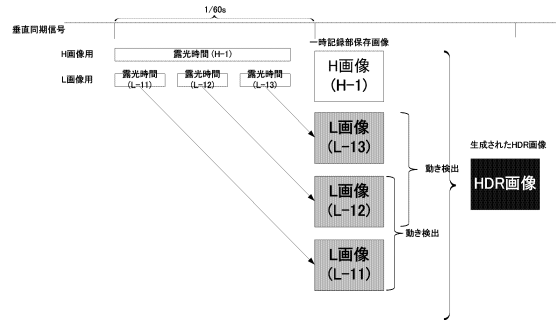 1/60s
垂直同期信号
H画像用
露光時間(H-1)
L画像用
露光時間
(L-11)
露光時間
(L-12)
露光時間
(L-13)
一時記録部保存画像
H画像
(H-1)
L画像
(L-13)
動き検出
L画像
(L-12)
動き検出
L画像
(L-11)
生成されたHDR画像
HDR画像